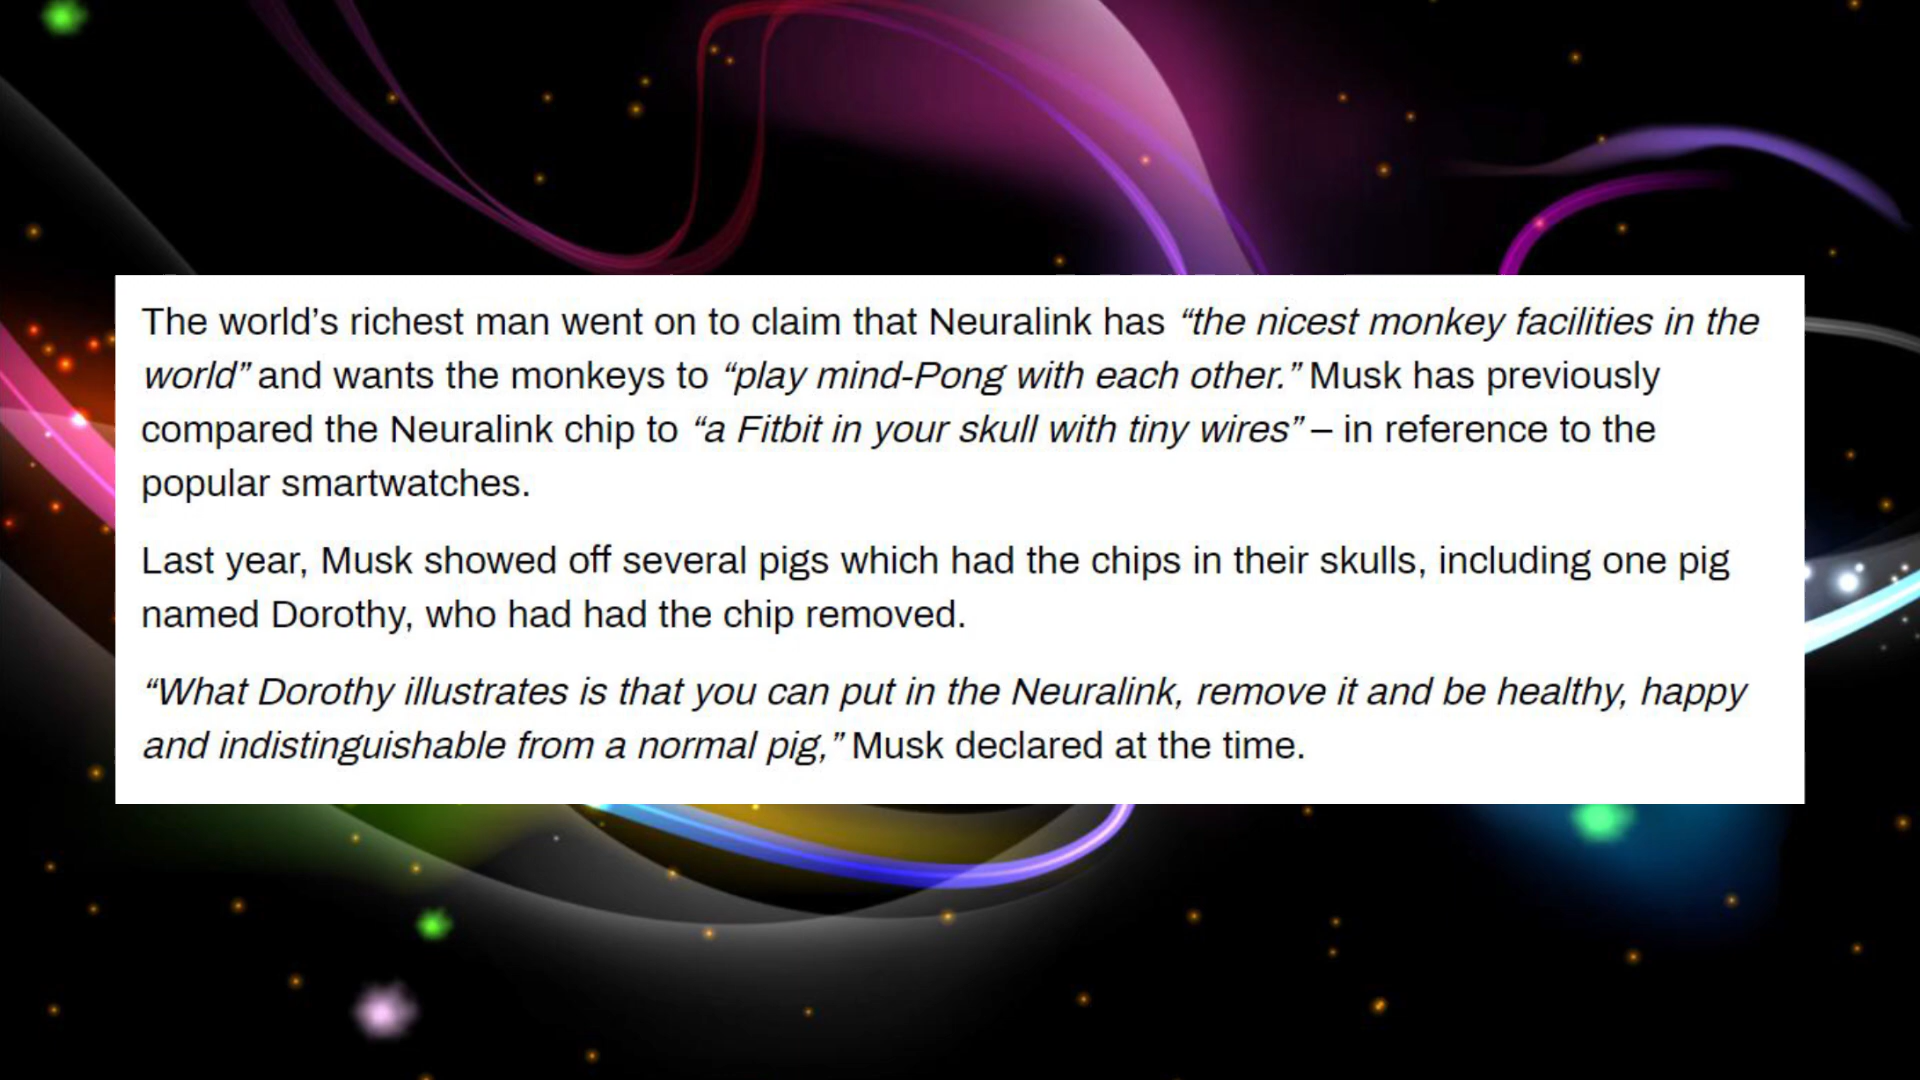 The world’s richest man went on to claim that Neuralink has “the nicest monkey facilities in the
world” and wants the monkeys to “play mind-Pong with each other.” Musk has previously
compared the Neuralink chip to “a Fitbit in your skull with tiny wires” – in reference to the
popular smartwatches.
Last year, Musk showed off several pigs which had the chips in their skulls, including one pig
named Dorothy, who had had the chip removed.
“What Dorothy illustrates is that you can put in the Neuralink, remove it and be healthy, happy
and indistinguishable from a normal pig,” Musk declared at the time.